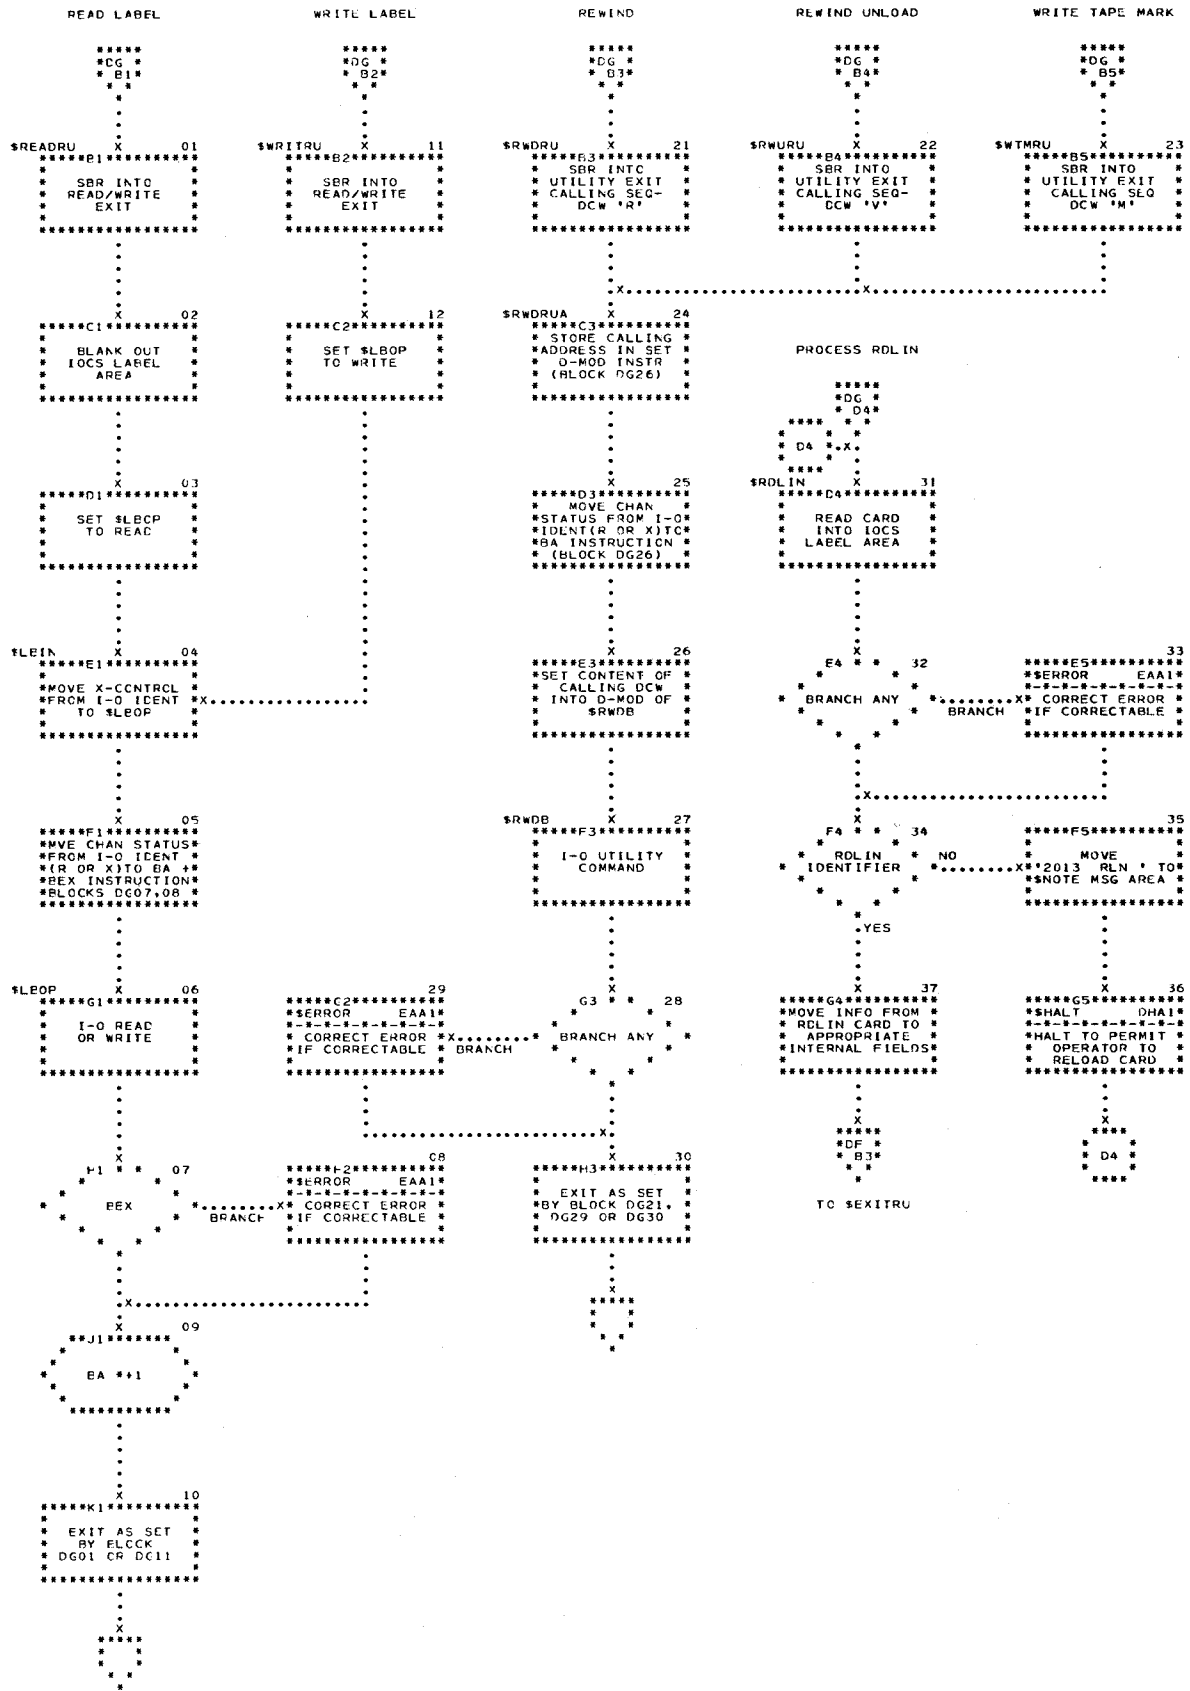 READ LABEL
WRITE LABEL
REWIND
REWIND UNLOAD
WRITE TAPE MARK
DG B1
DG B2
DG B3
DG B4
DG B5
$READRU 01
B1
SBR INTO
READ/WRITE
EXIT
$WRITRU 11
B2
SBR INTO
READ/WRITE
EXIT
$RWDRU 21
B3
SBR INTO
UTILITY EXIT
CALLING SEQ-
DCW 'R'
$RWURU 22
B4
SBR INTO
UTILITY EXIT
CALLING SEQ-
DCW 'V'
$WTMRU 23
B5
SBR INTO
UTILITY EXIT
CALLING SEQ
DCW 'M'
02
C1
BLANK OUT
IOCS LABEL
AREA
12
C2
SET $LBOP
TO WRITE
$RWDRUA 24
C3
STORE CALLING
ADDRESS IN SET
D-MOD INSTR
(BLOCK DG26)
PROCESS RDLIN
DG D4
D4
03
D1
SET $LBOP
TO READ
25
D3
MOVE CHAN
STATUS FROM I-O
IDENT(R OR X)TO
BA INSTRUCTION
(BLOCK DG26)
$RDLIN 31
D4
READ CARD
INTO IOCS
LABEL AREA
$LBIN 04
E1
MOVE X-CONTROL
FROM I-O IDENT
TO $LBOP
26
E3
SET CONTENT OF
CALLING DCW
INTO D-MOD OF
$RWDB
E4 32
BRANCH ANY
BRANCH
33
E5
$ERROR EAA1
CORRECT ERROR
IF CORRECTABLE
05
F1
MVE CHAN STATUS
FROM I-O IDENT
(R OR X)TO BA +
BEX INSTRUCTION
BLOCKS DG07,08
$RWDB 27
F3
I-O UTILITY
COMMAND
F4 34
RDLIN
IDENTIFIER
NO
YES
35
F5
MOVE
'2013 RLN ' TO
$NOTE MSG AREA
$LBOP 06
G1
I-O READ
OR WRITE
29
G2
$ERROR EAA1
CORRECT ERROR
IF CORRECTABLE
BRANCH
G3 28
BRANCH ANY
37
G4
MOVE INFO FROM
RDLIN CARD TO
APPROPRIATE
INTERNAL FIELDS
36
G5
$HALT DHA1
HALT TO PERMIT
OPERATOR TO
RELOAD CARD
DF B3
TO $EXITRU
D4
H1 07
BEX
BRANCH
08
H2
$ERROR EAA1
CORRECT ERROR
IF CORRECTABLE
30
H3
EXIT AS SET
BY BLOCK DG21,
DG29 OR DG30
09
J1
BA *+1
10
K1
EXIT AS SET
BY BLOCK
DG01 OR DG11